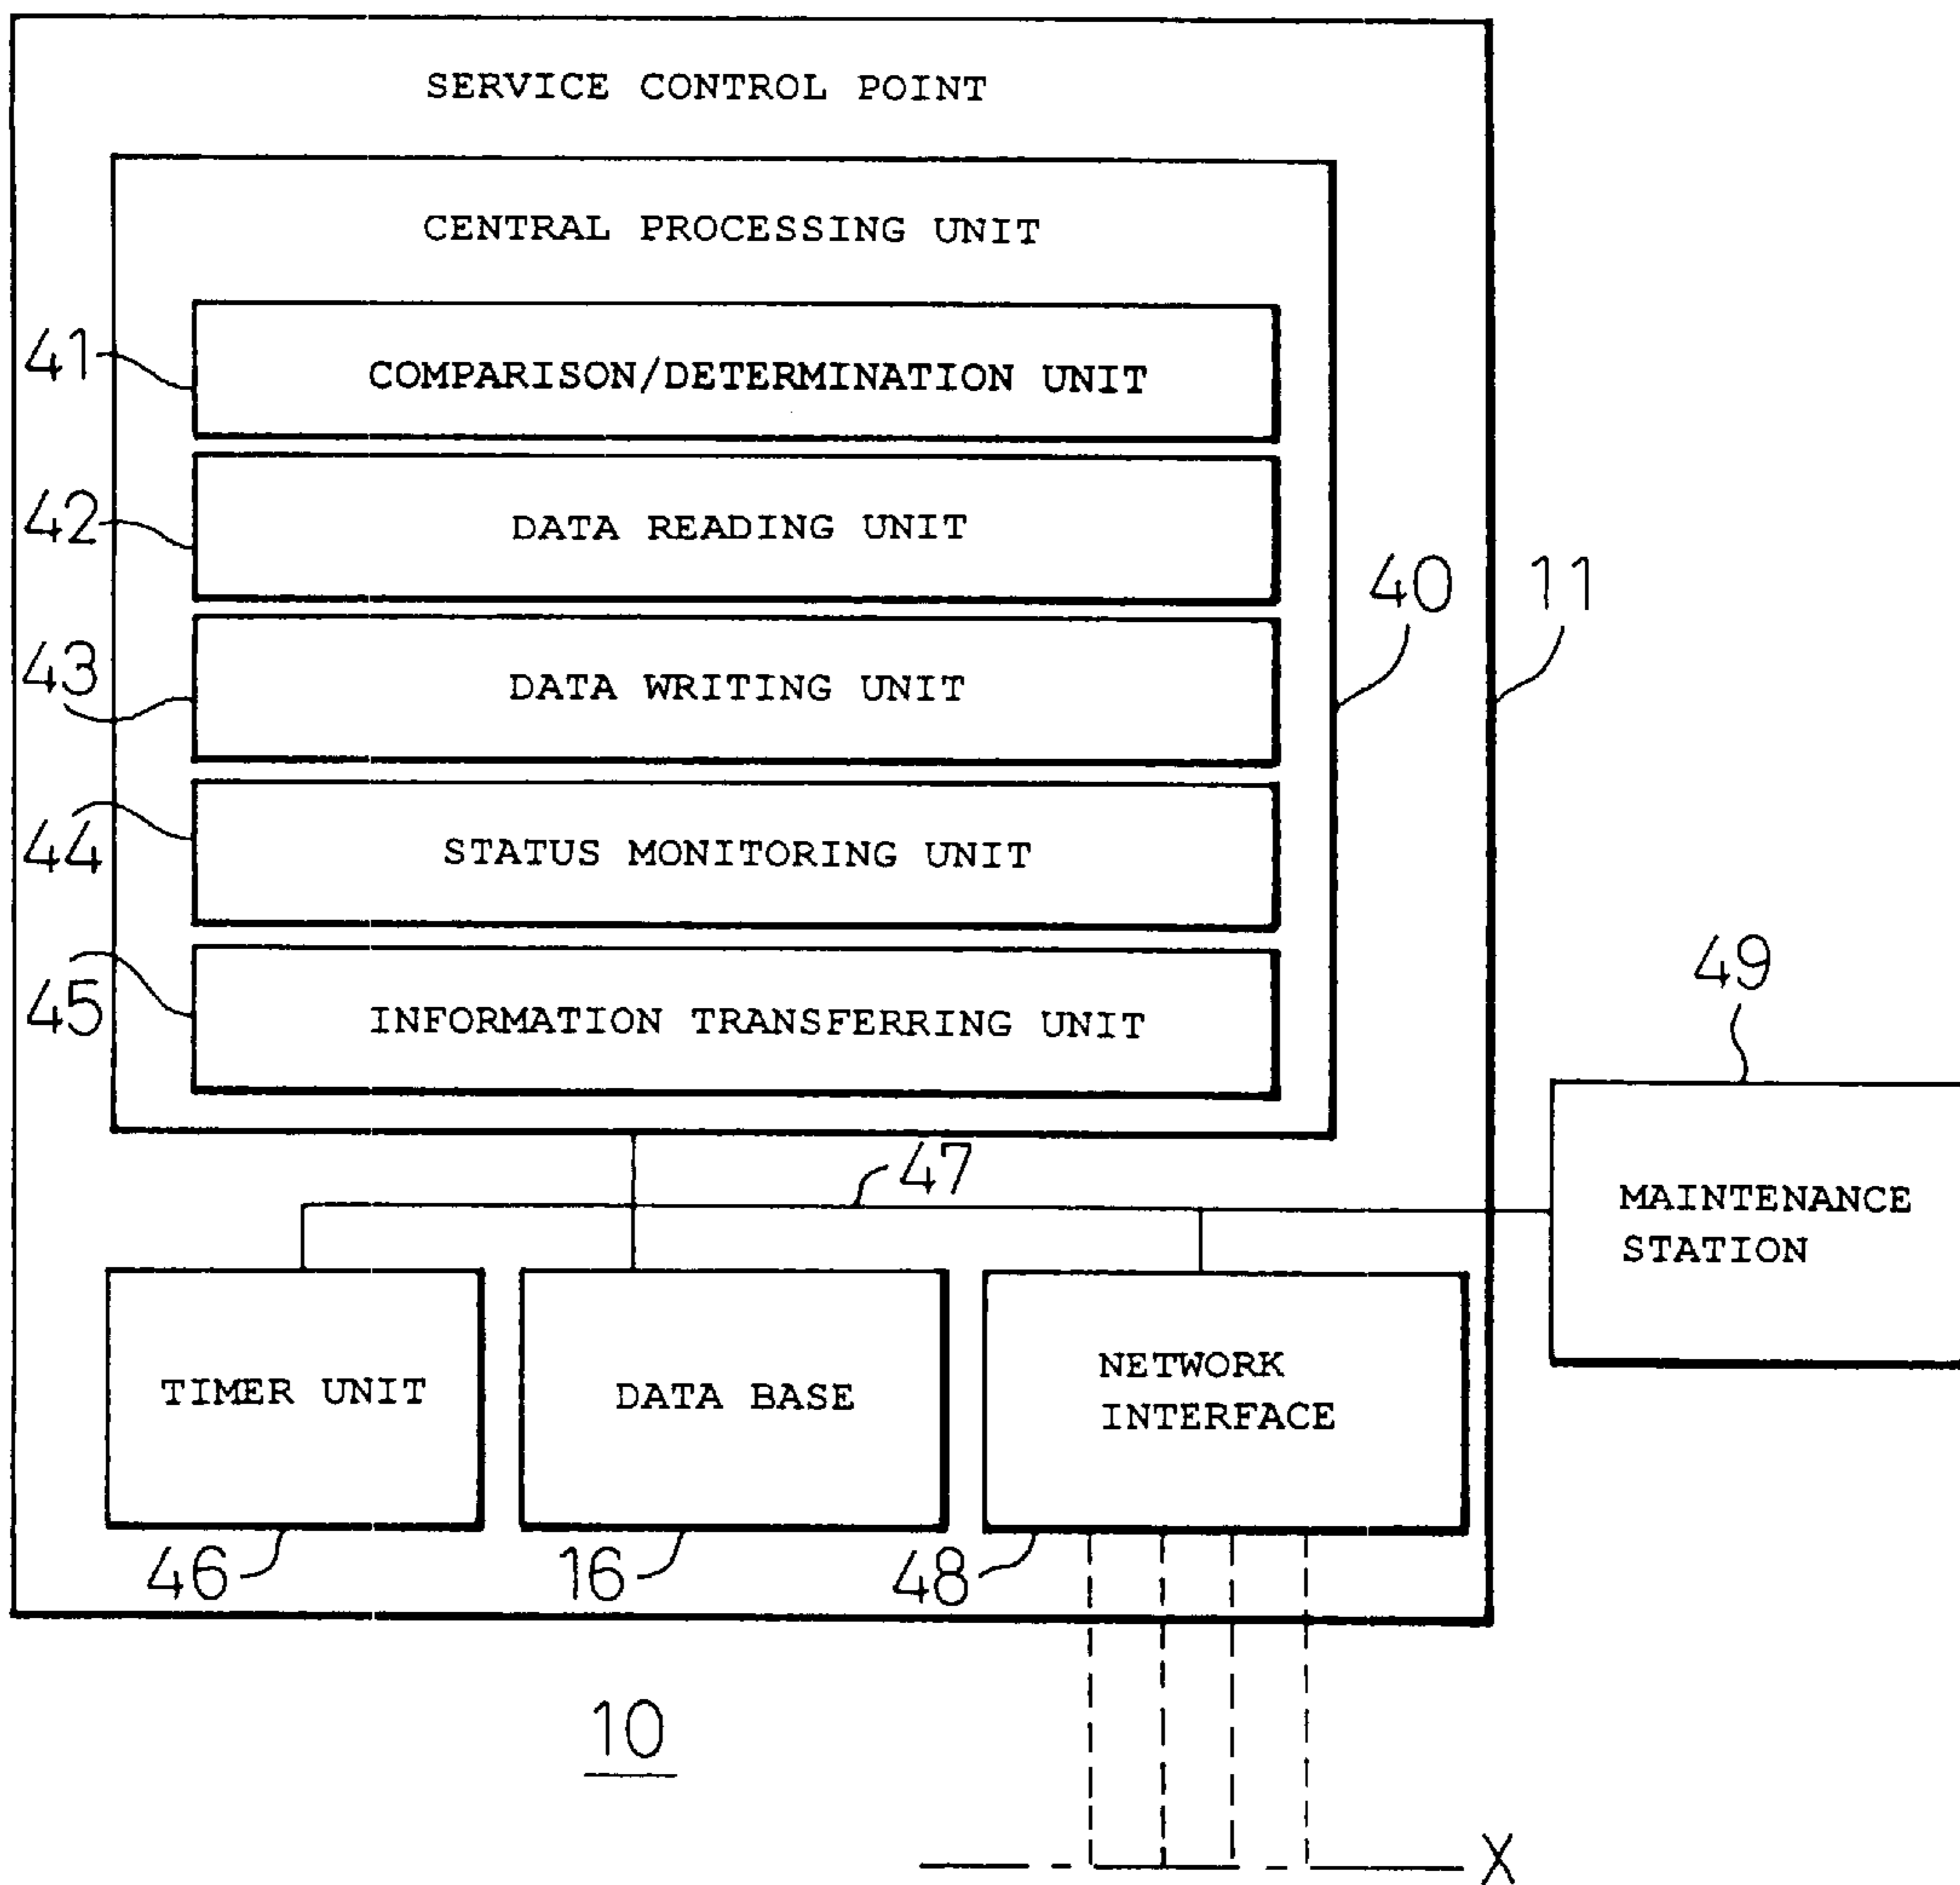 SERVICE CONTROL POINT
CENTRAL PROCESSING UNIT
41
COMPARISON/DETERMINATION UNIT
42
DATA READING UNIT
40
11
43
DATA WRITING UNIT
44
STATUS MONITORING UNIT
45
INFORMATION TRANSFERRING UNIT
49
47
MAINTENANCE
STATION
TIMER UNIT
DATA BASE
NETWORK
INTERFACE
46
16
48
10
X